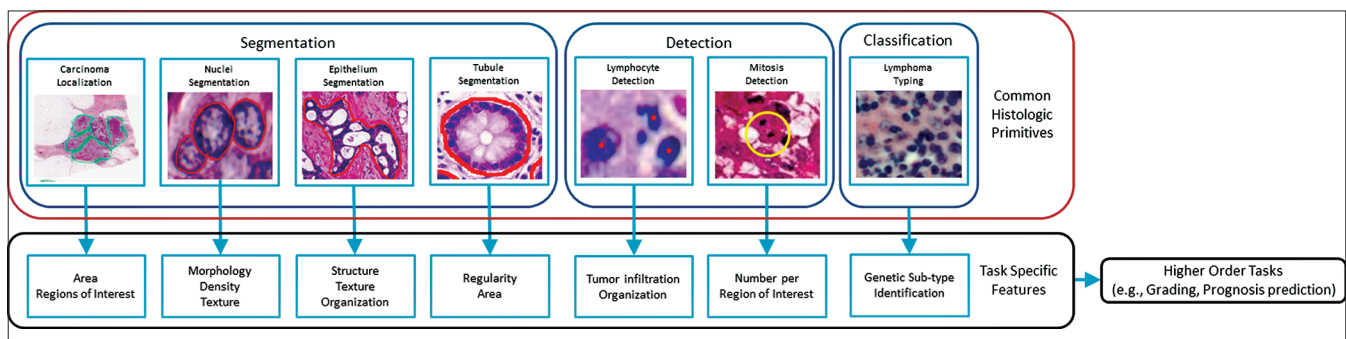 Segmentation
Carcinoma
Localization
Nuclei
Segmentation
Epithelium
Segmentation
Tubule
Segmentation
Detection
Lymphocyte
Detection
Mitosis
Detection
Classification
Lymphoma
Typing
Common
Histologic
Primitives
Area
Regions of Interest
Morphology
Density
Texture
Structure
Texture
Organization
Regularity
Area
Tumor infiltration
Organization
Number per
Region of Interest
Genetic Sub-type
Identification
Task Specific
Features
Higher Order Tasks
(e.g., Grading, Prognosis prediction)